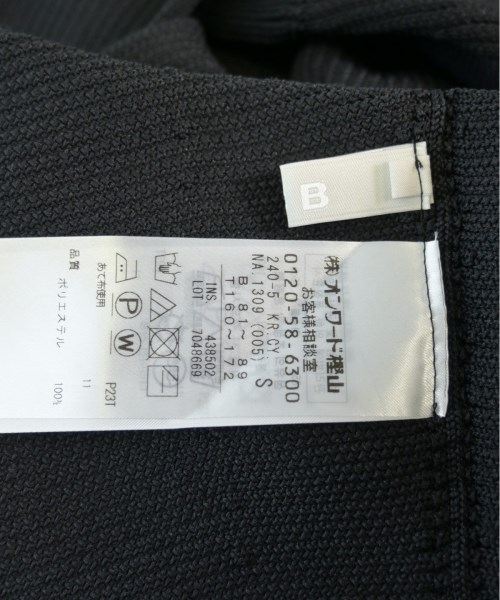 B
(株) オンワード樫山
お客様相談室
0120-58-6300
240-5 KR.CY
NA 1309 (005) S
B 81～ 89
T160～172
INS. 438502
LOT 7048669
P W
あて布使用
P23T
11
品質 ポリエステル 100%